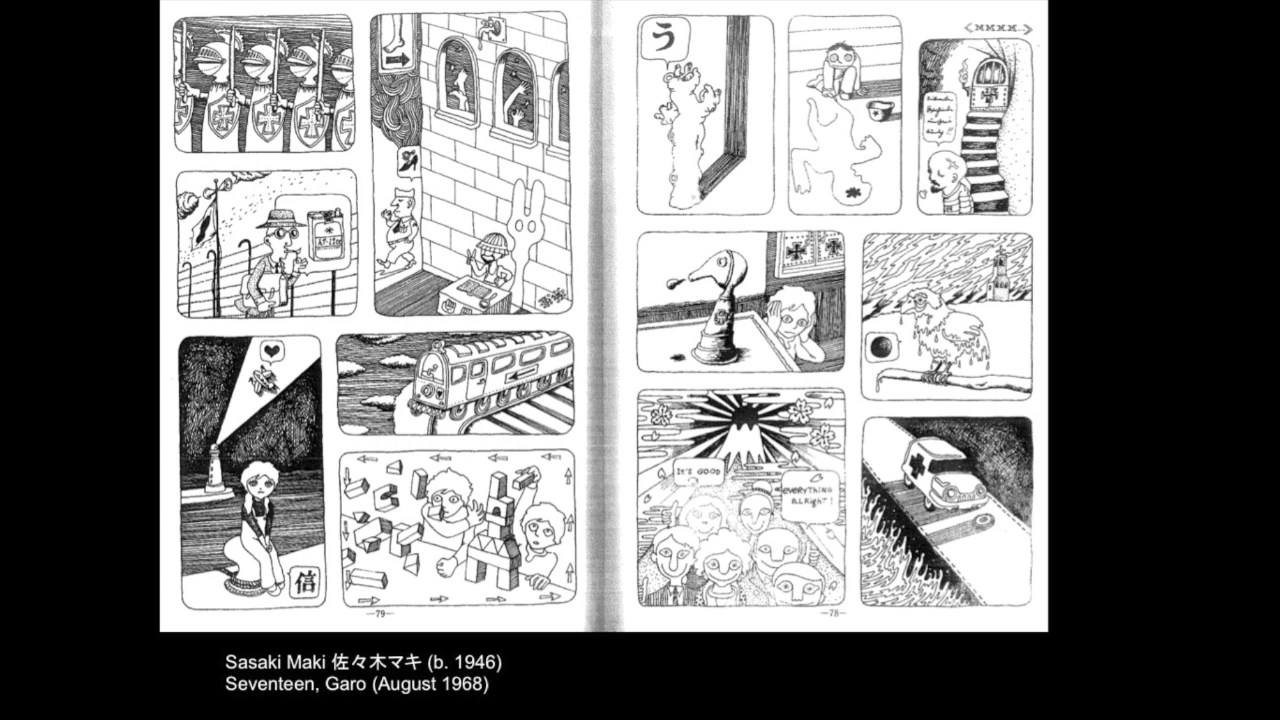 う
IT'S GOOD
EVERYTHING
ALRight!
—78—
信
—79—
Sasaki Maki 佐々木マキ (b. 1946)
Seventeen, Garo (August 1968)